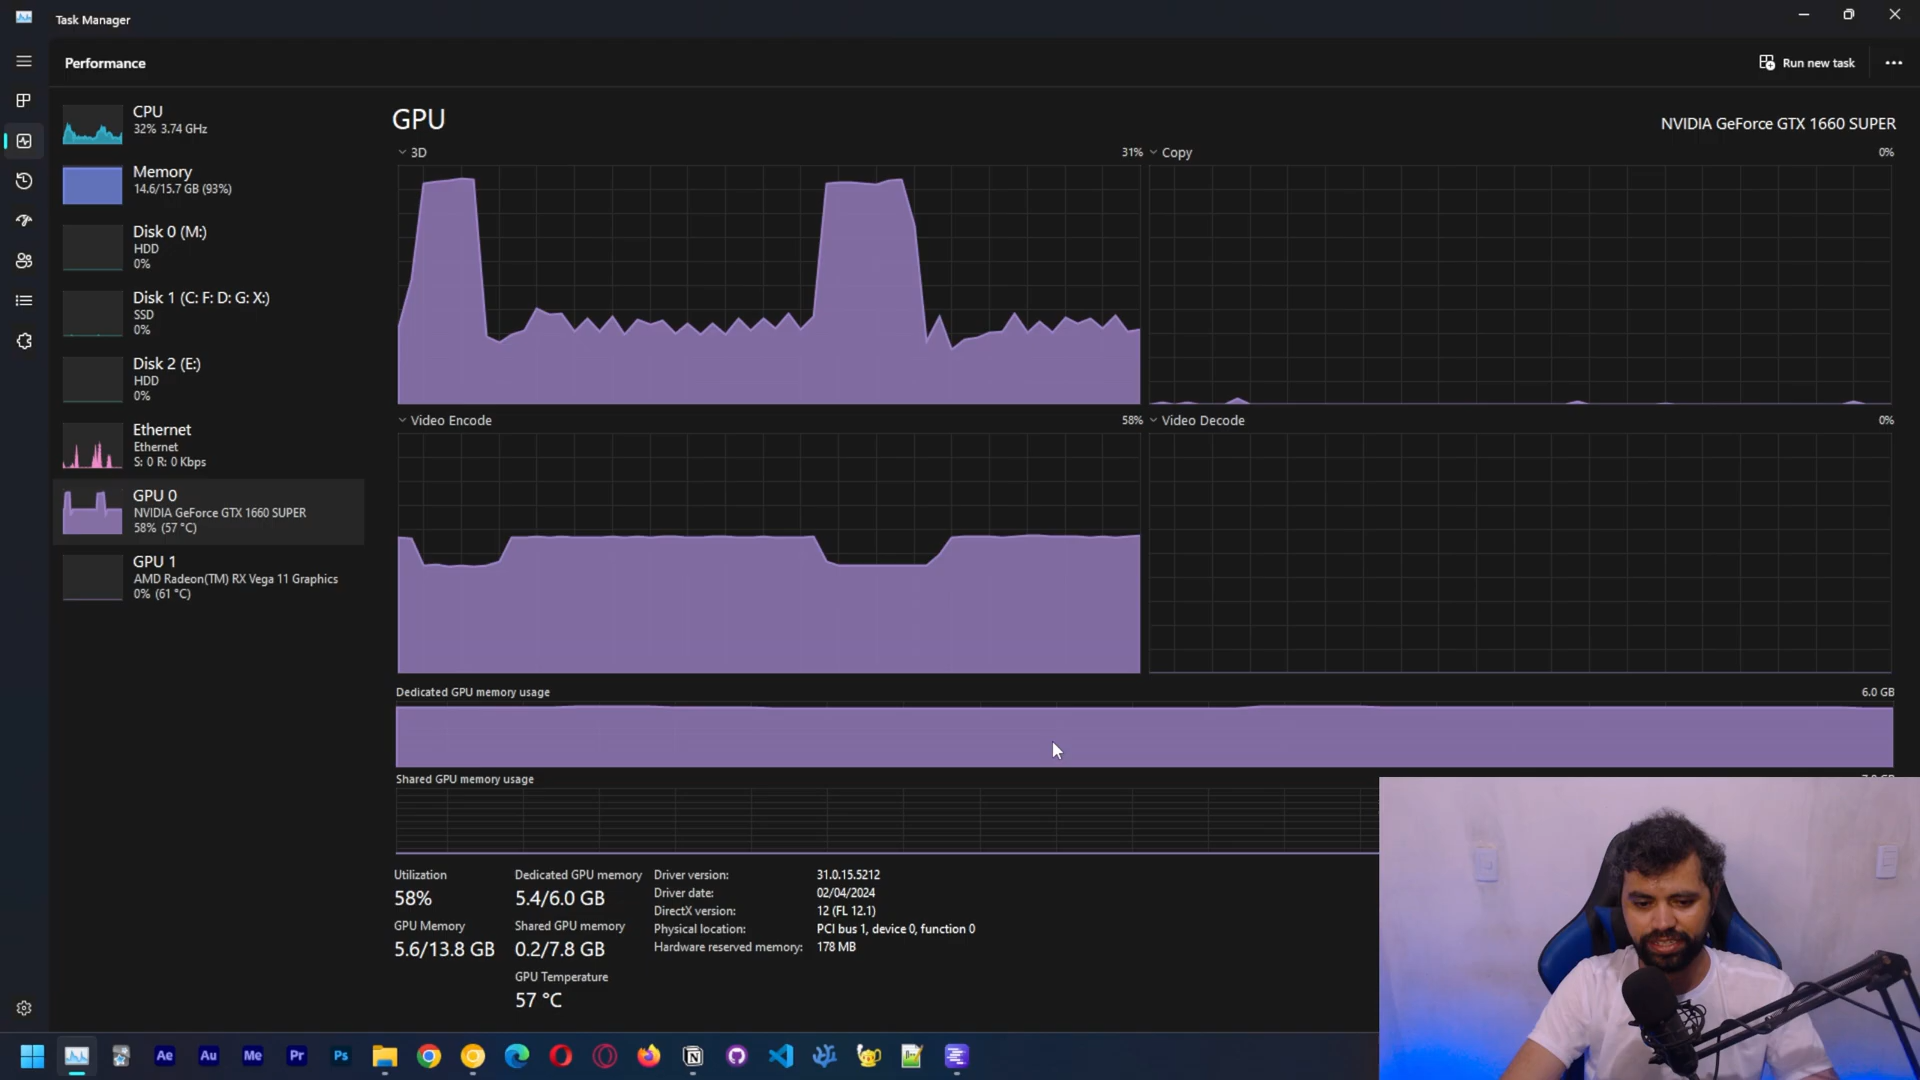 Task Manager
Performance
Run new task
CPU
32% 3.74 GHz
Memory
14.6/15.7 GB (93%)
Disk 0 (M:)
HDD
0%
Disk 1 (C: F: D: G: X:)
SSD
0%
Disk 2 (E:)
HDD
0%
Ethernet
Ethernet
S: 0 R: 0 Kbps
GPU 0
NVIDIA GeForce GTX 1660 SUPER
58% (57 °C)
GPU 1
AMD Radeon(TM) RX Vega 11 Graphics
0% (61 °C)
GPU
NVIDIA GeForce GTX 1660 SUPER
3D 31%
Copy 0%
Video Encode 58%
Video Decode 0%
Dedicated GPU memory usage 6.0 GB
Shared GPU memory usage
Utilization
58%
Dedicated GPU memory
5.4/6.0 GB
GPU Memory
5.6/13.8 GB
Shared GPU memory
0.2/7.8 GB
GPU Temperature
57 °C
Driver version: 31.0.15.5212
Driver date: 02/04/2024
DirectX version: 12 (FL 12.1)
Physical location: PCI bus 1, device 0, function 0
Hardware reserved memory: 178 MB
Ae
Au
Me
Pr
Ps